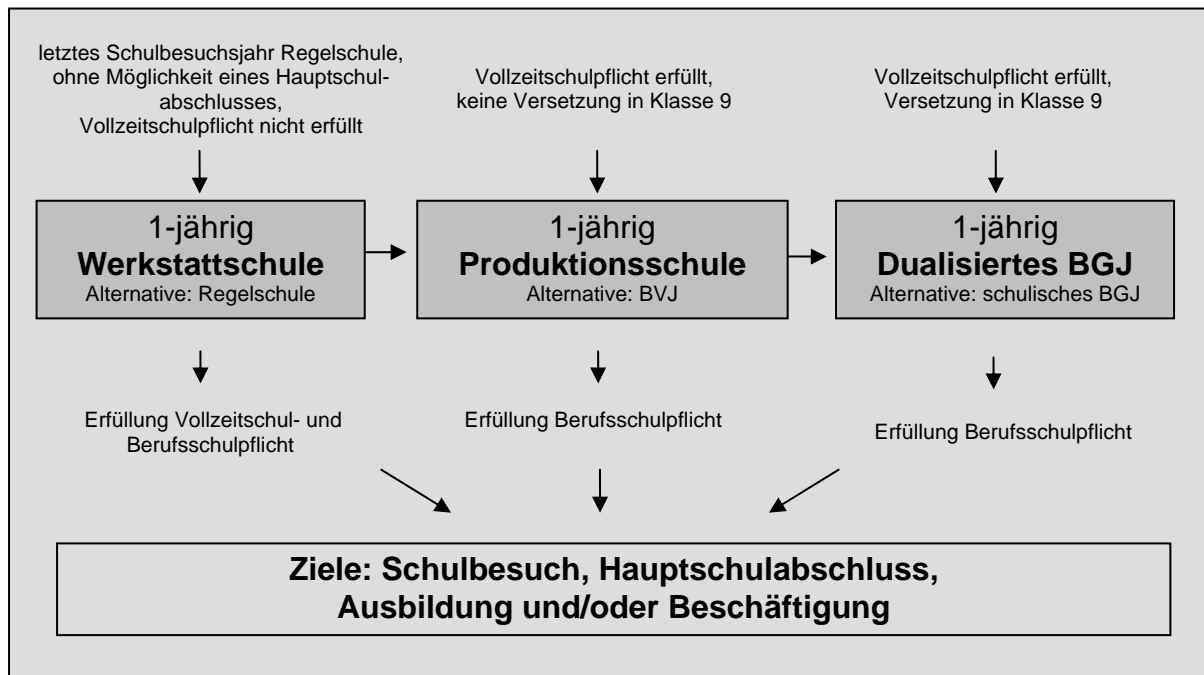 letztes Schulbesuchsjahr Regelschule,
ohne Möglichkeit eines Hauptschul-
abschlusses,
Vollzeitschulpflicht nicht erfüllt
Vollzeitschulpflicht erfüllt,
keine Versetzung in Klasse 9
Vollzeitschulpflicht erfüllt,
Versetzung in Klasse 9
1-jährig
Werkstattschule
Alternative: Regelschule
1-jährig
Produktionsschule
Alternative: BVJ
1-jährig
Dualisiertes BGJ
Alternative: schulisches BGJ
Erfüllung Vollzeitschul- und
Berufsschulpflicht
Erfüllung Berufsschulpflicht
Erfüllung Berufsschulpflicht
Ziele: Schulbesuch, Hauptschulabschluss,
Ausbildung und/oder Beschäftigung